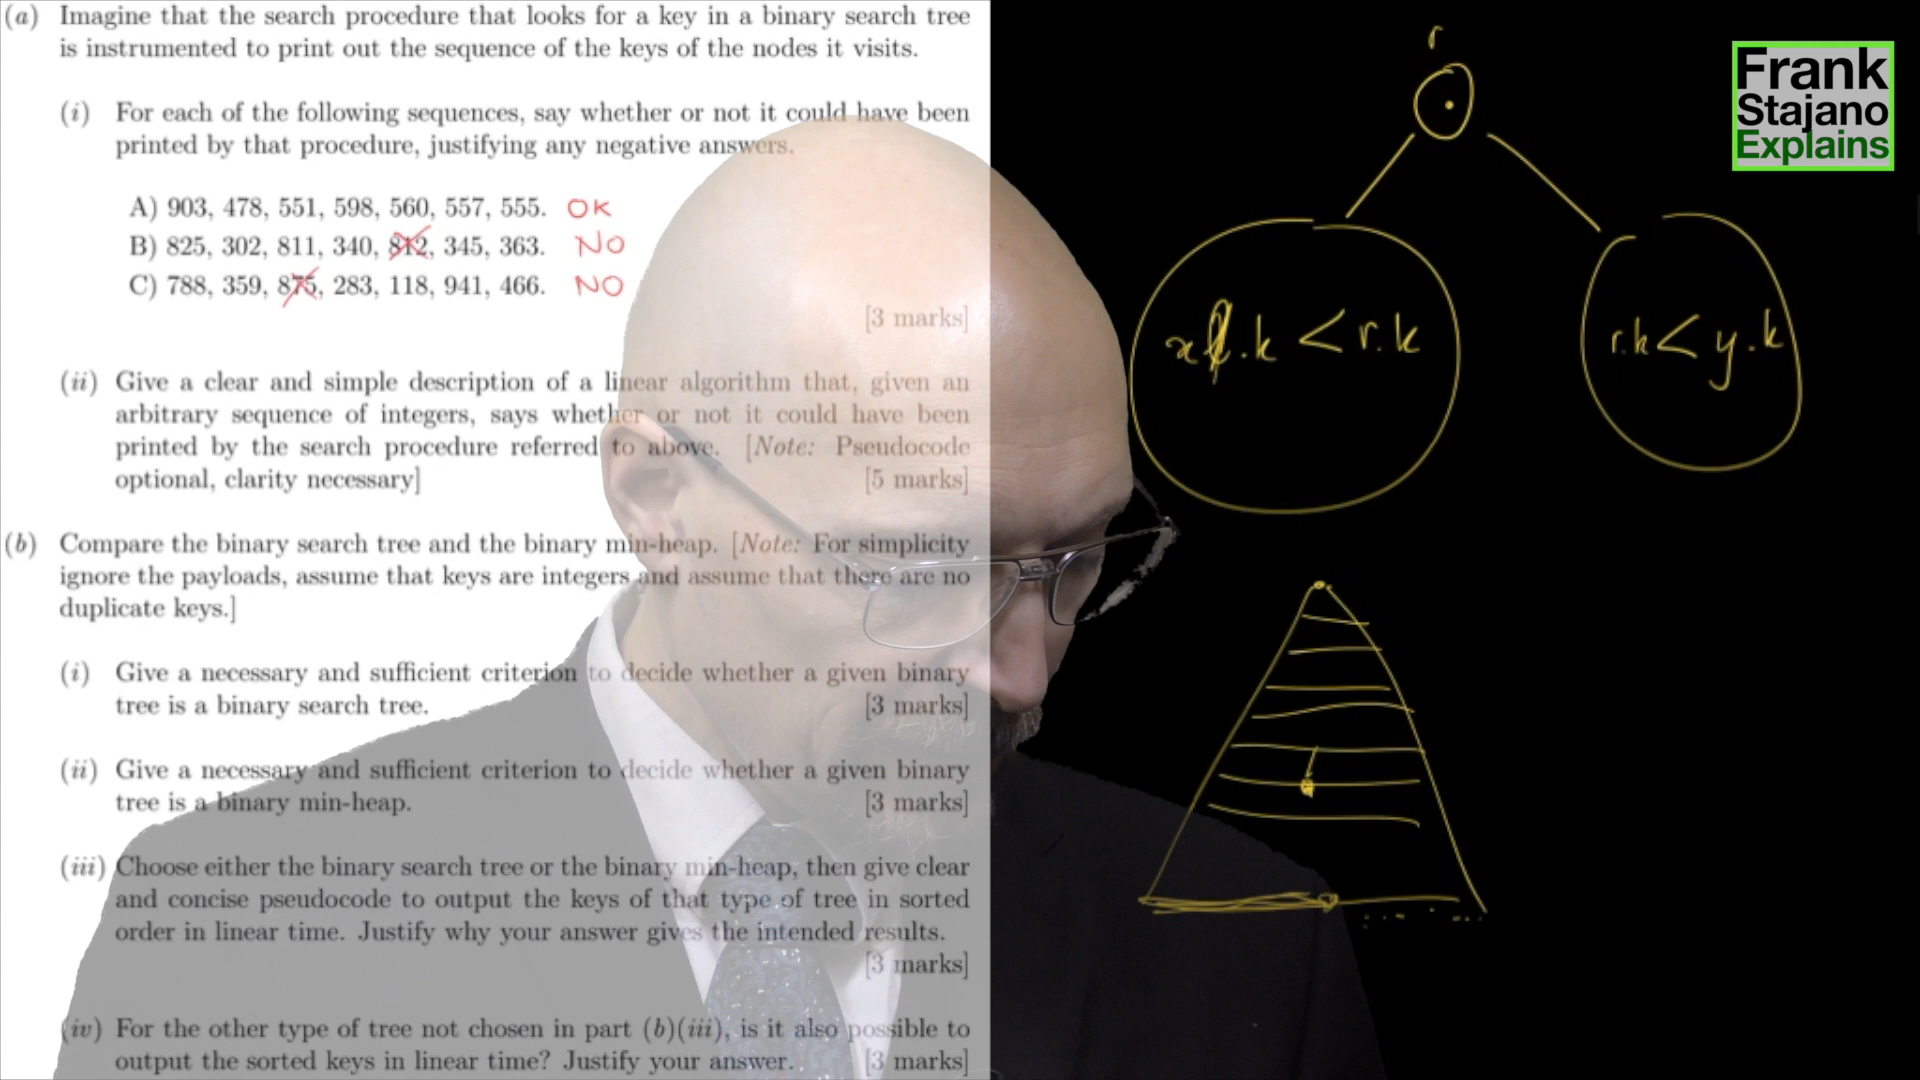 (a) Imagine that the search procedure that looks for a key in a binary search tree
is instrumented to print out the sequence of the keys of the nodes it visits.
(i) For each of the following sequences, say whether or not it could have been
printed by that procedure, justifying any negative answers.
A) 903, 478, 551, 598, 560, 557, 555. OK
B) 825, 302, 811, 340, 812, 345, 363. NO
C) 788, 359, 875, 283, 118, 941, 466. NO
[3 marks]
(ii) Give a clear and simple description of a linear algorithm that, given an
arbitrary sequence of integers, says whether or not it could have been
printed by the search procedure referred to above. [Note: Pseudocode
optional, clarity necessary] [5 marks]
(b) Compare the binary search tree and the binary min-heap. [Note: For simplicity
ignore the payloads, assume that keys are integers and assume that there are no
duplicate keys.]
(i) Give a necessary and sufficient criterion to decide whether a given binary
tree is a binary search tree. [3 marks]
(ii) Give a necessary and sufficient criterion to decide whether a given binary
tree is a binary min-heap. [3 marks]
(iii) Choose either the binary search tree or the binary min-heap, then give clear
and concise pseudocode to output the keys of that type of tree in sorted
order in linear time. Justify why your answer gives the intended results.
[3 marks]
(iv) For the other type of tree not chosen in part (b)(iii), is it also possible to
output the sorted keys in linear time? Justify your answer. [3 marks]
r
x.k < r.k
r.k < y.k
Frank
Stajano
Explains